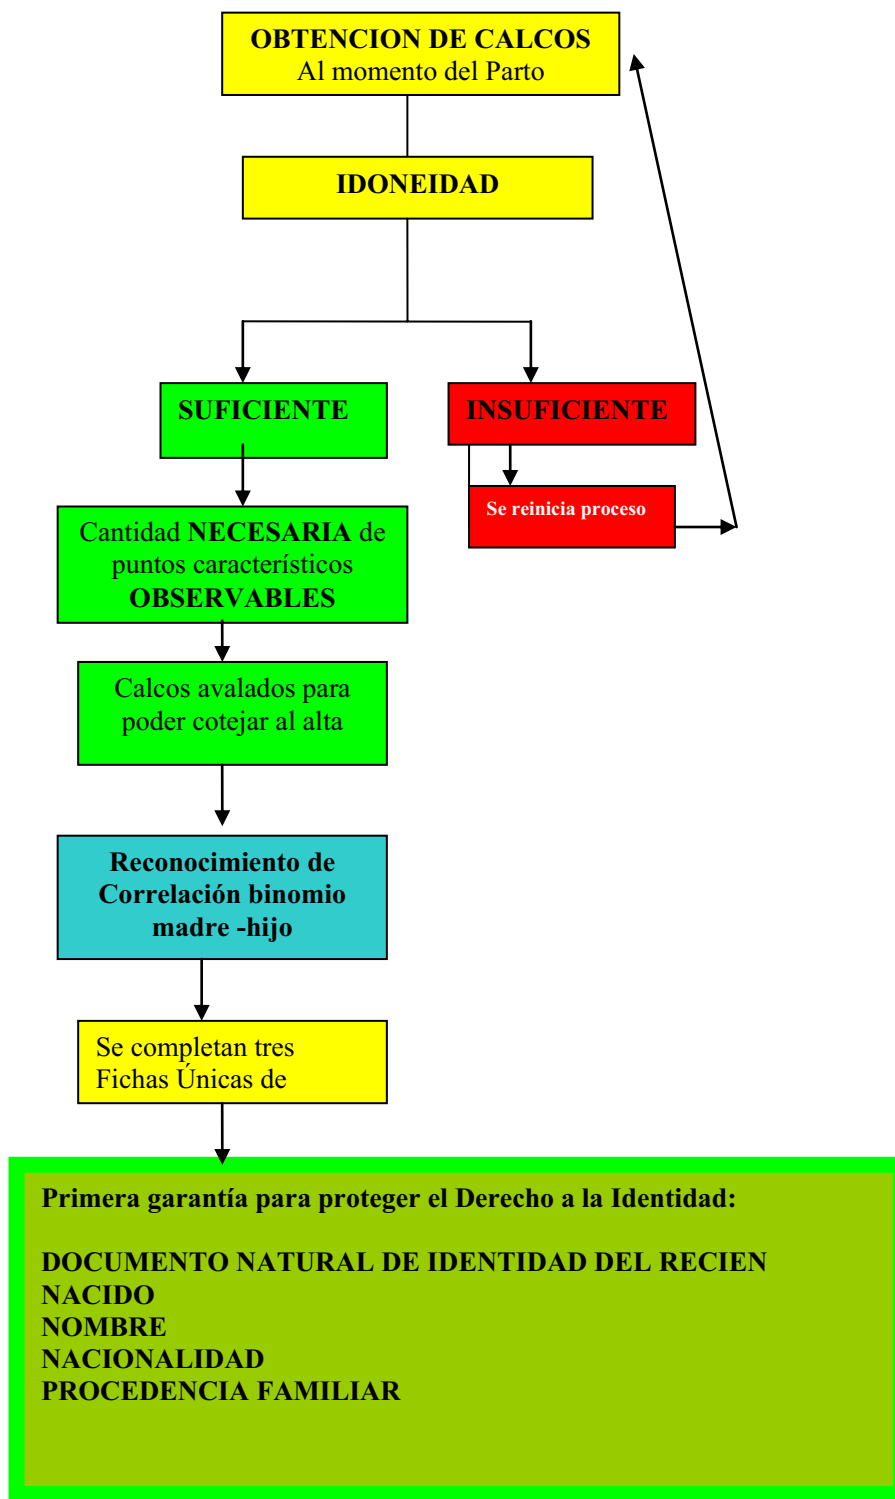 OBTENCION DE CALCOS
Al momento del Parto
IDONEIDAD
SUFICIENTE
INSUFICIENTE
Se reinicia proceso
Cantidad NECESARIA de
puntos característicos
OBSERVABLES
Calcos avalados para
poder cotejar al alta
Reconocimiento de
Correlación binomio
madre -hijo
Se completan tres
Fichas Únicas de
Primera garantía para proteger el Derecho a la Identidad:
DOCUMENTO NATURAL DE IDENTIDAD DEL RECIEN
NACIDO
NOMBRE
NACIONALIDAD
PROCEDENCIA FAMILIAR